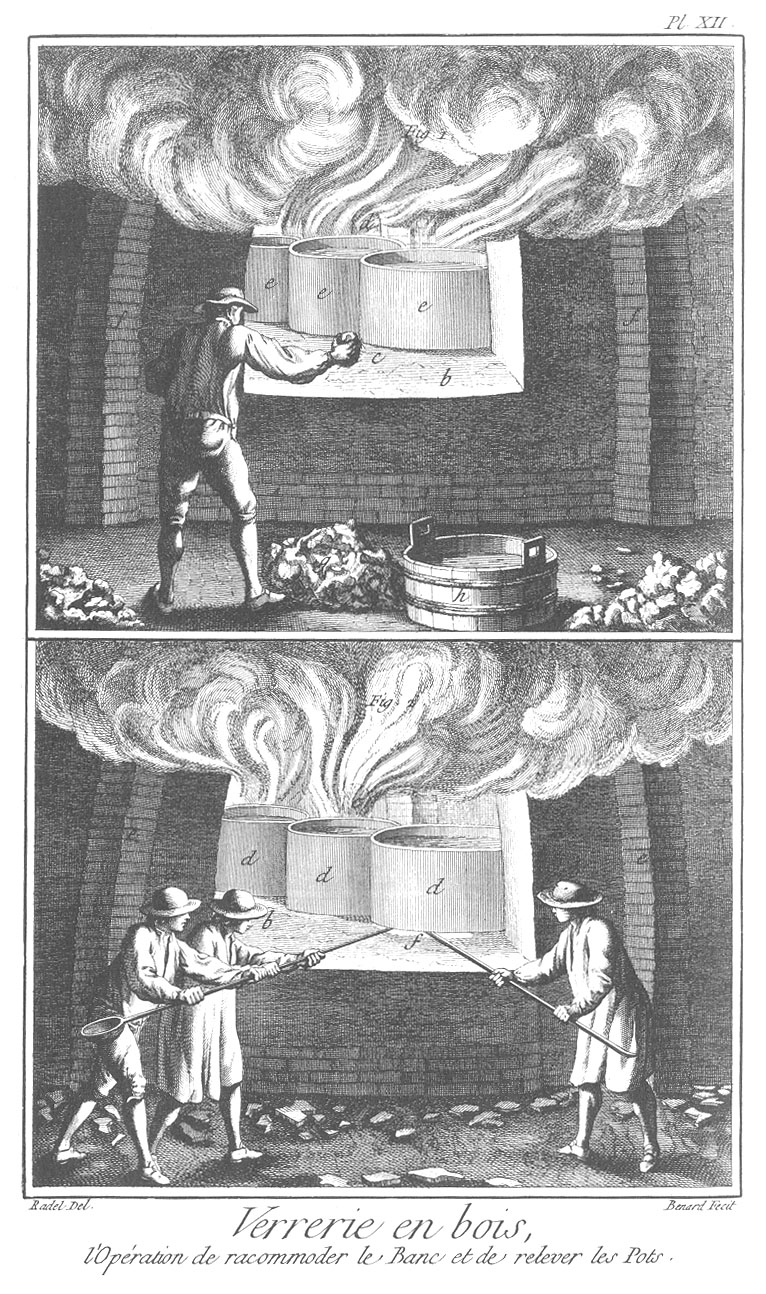 Pl. XII.
Fig. 1
d
e e e
f f
c
b
g
h
Fig. 2
d d d
e e
b
f
Radel Del.
Benard Fecit
Verrerie en bois,
l'Opération de racommoder le Banc et de relever les Pots.